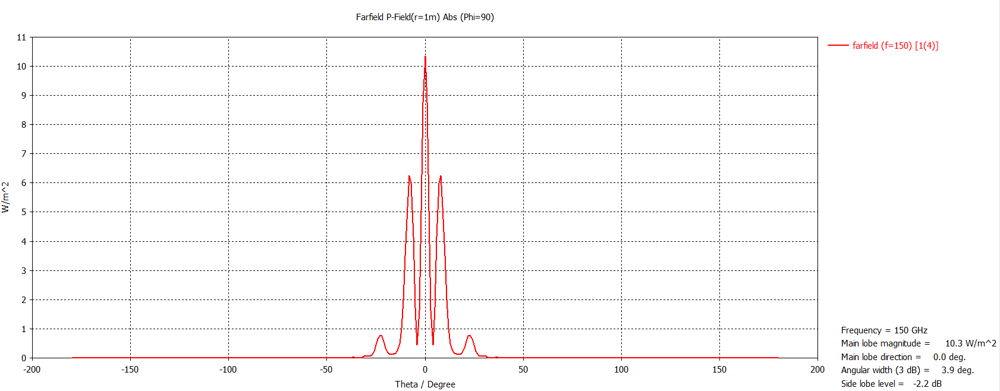 Farfield P-Field(r=1m) Abs (Phi=90)
farfield (f=150) [1(4)]
11
10
9
8
7
6
5
4
3
2
1
0
W/m^2
-200 -150 -100 -50 0 50 100 150 200
Theta / Degree
Frequency = 150 GHz
Main lobe magnitude = 10.3 W/m^2
Main lobe direction = 0.0 deg.
Angular width (3 dB) = 3.9 deg.
Side lobe level = -2.2 dB